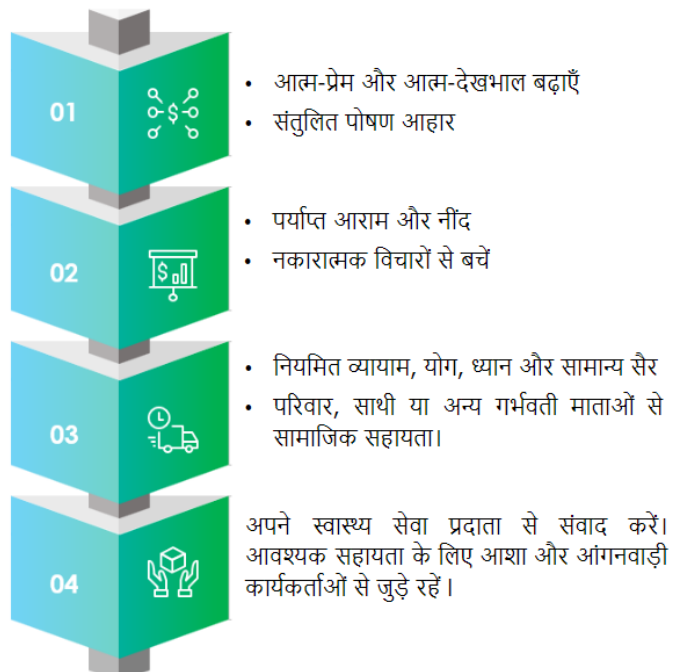 01
• आत्म-प्रेम और आत्म-देखभाल बढ़ाएँ
• संतुलित पोषण आहार
02
• पर्याप्त आराम और नींद
• नकारात्मक विचारों से बचें
03
• नियमित व्यायाम, योग, ध्यान और सामान्य सैर
• परिवार, साथी या अन्य गर्भवती माताओं से
सामाजिक सहायता।
04
अपने स्वास्थ्य सेवा प्रदाता से संवाद करें।
आवश्यक सहायता के लिए आशा और आंगनवाड़ी
कार्यकर्ताओं से जुड़े रहें ।